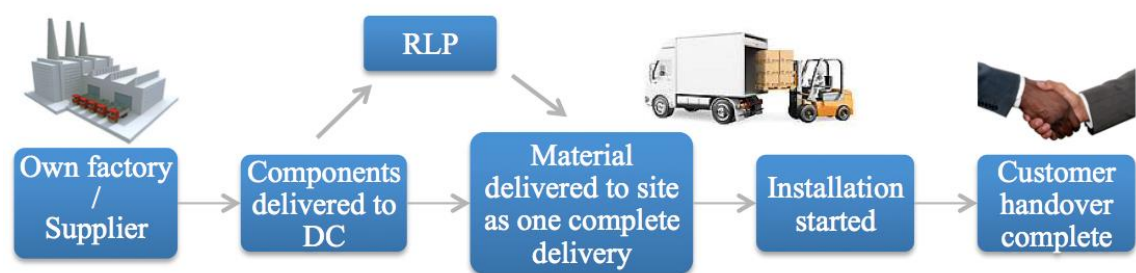 RLP
Own factory
/
Supplier
Components
delivered to
DC
Material
delivered to site
as one complete
delivery
Installation
started
Customer
handover
complete